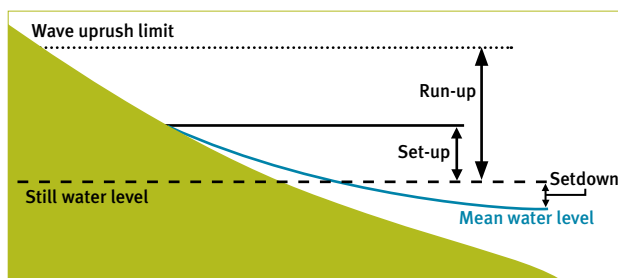 Wave uprush limit
Run-up
Set-up
Setdown
Still water level
Mean water level